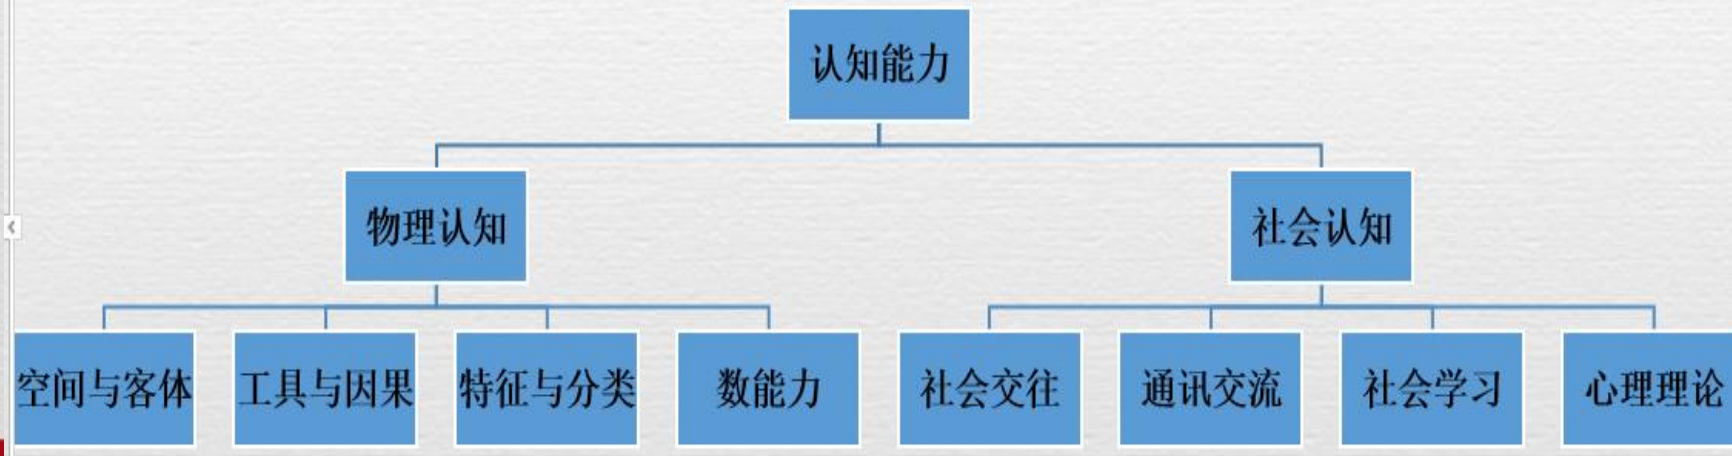 认知能力
物理认知
社会认知
空间与客体
工具与因果
特征与分类
数能力
社会交往
通讯交流
社会学习
心理理论